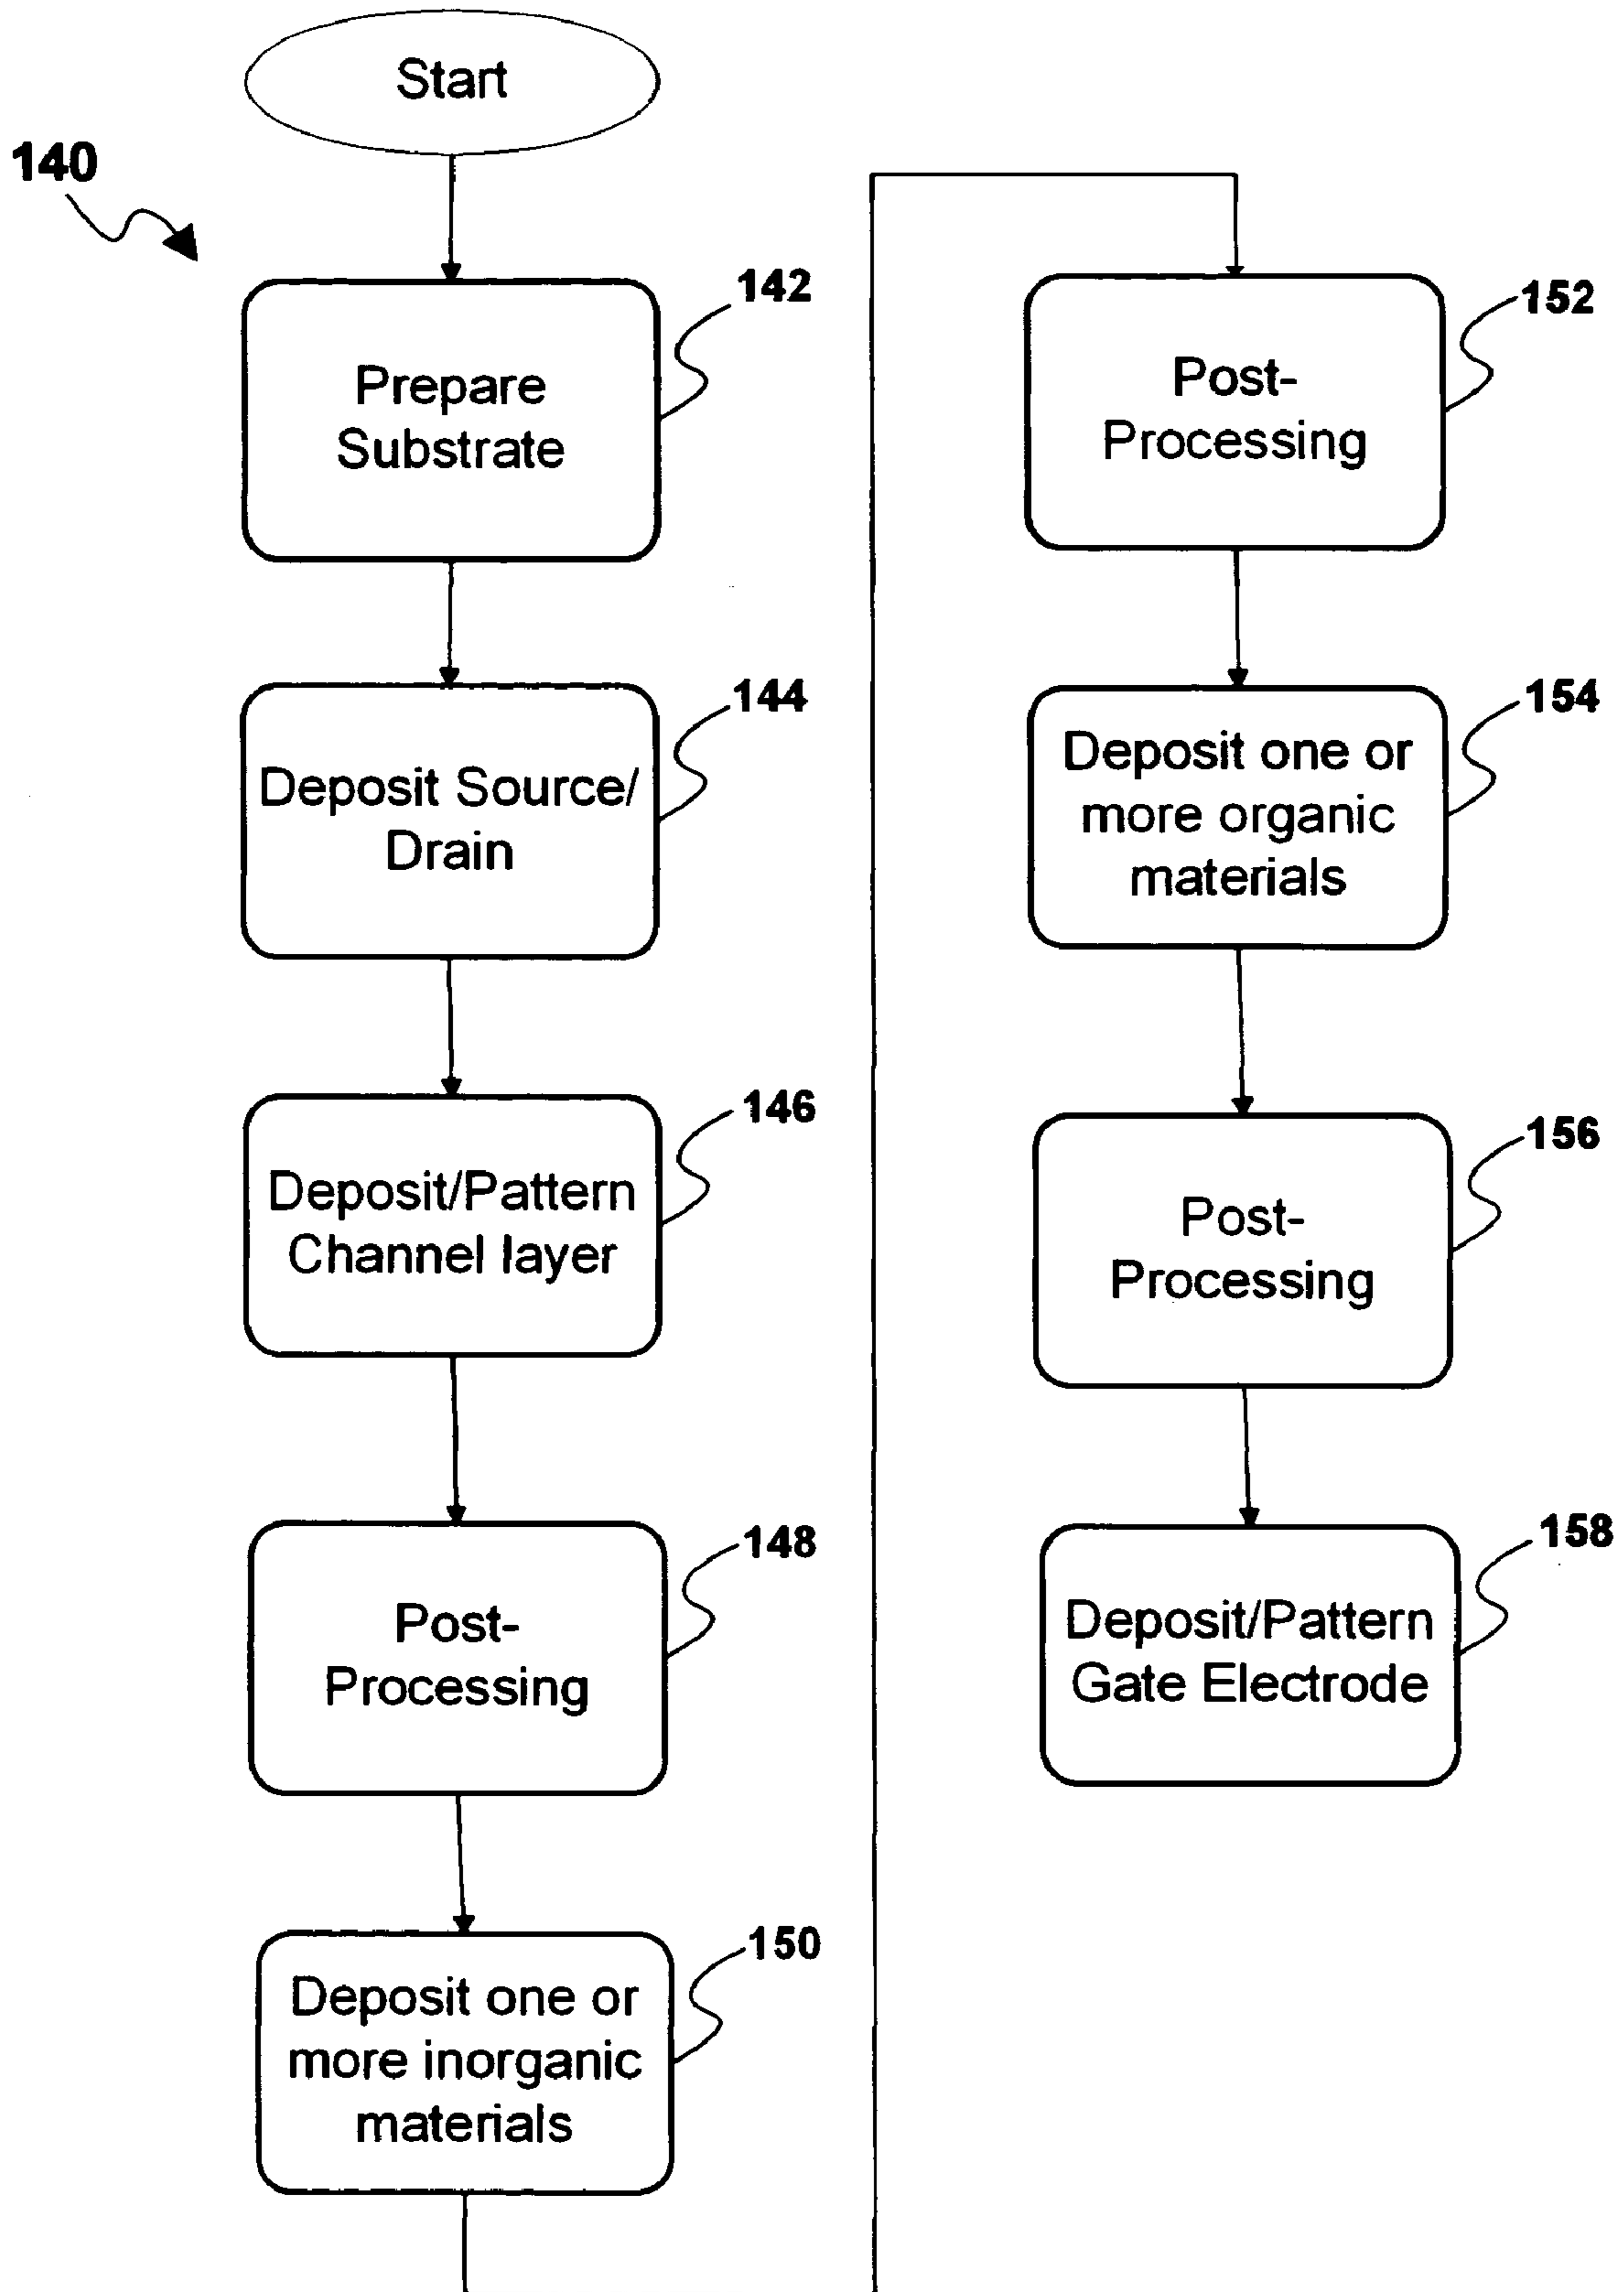 Start
140
142
Prepare
Substrate
144
Deposit Source/
Drain
146
Deposit/Pattern
Channel layer
148
Post-
Processing
150
Deposit one or
more inorganic
materials
152
Post-
Processing
154
Deposit one or
more organic
materials
156
Post-
Processing
158
Deposit/Pattern
Gate Electrode